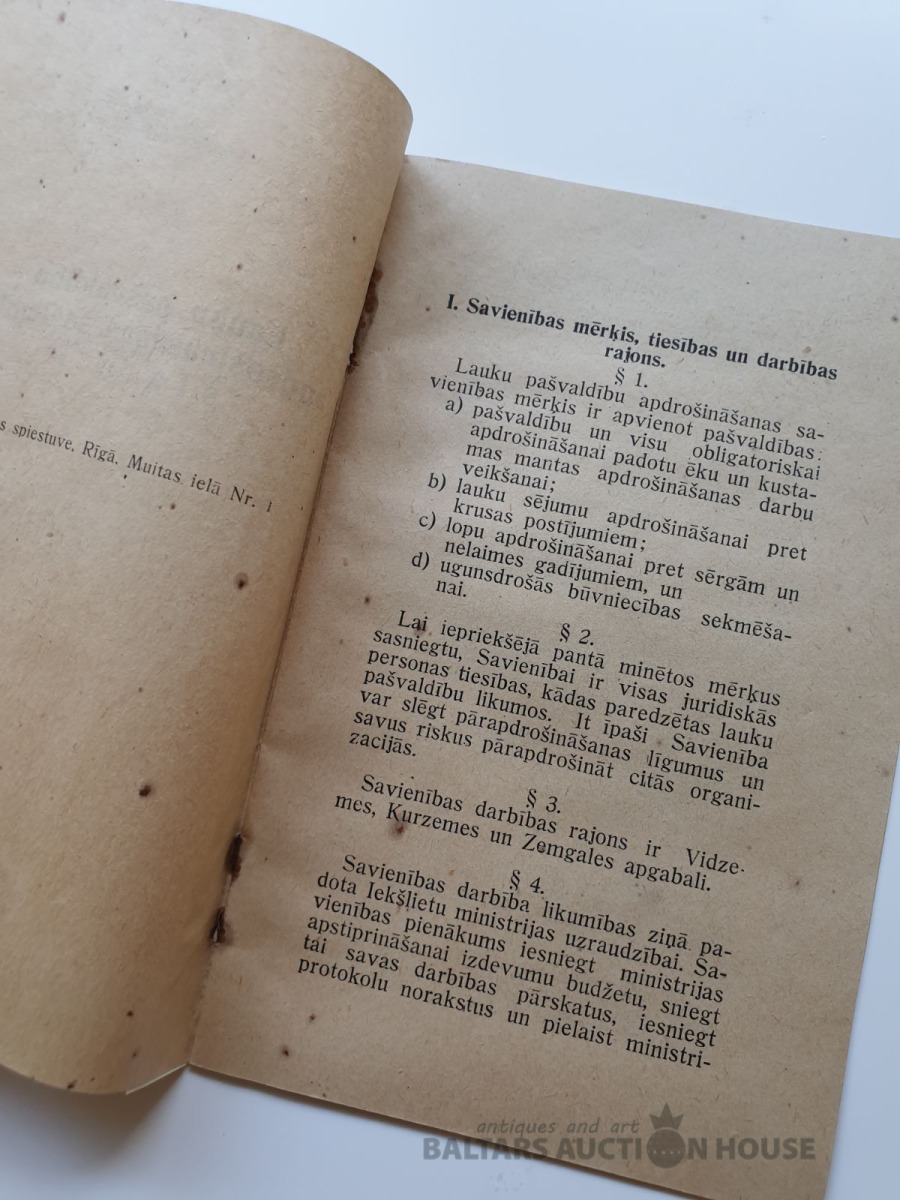 s spiestuve, Rīgā, Muitas ielā Nr. 1
I. Savienības mērķis, tiesības un darbības
rajons.
§ 1.
Lauku pašvaldību apdrošināšanas sa-
vienības mērķis ir apvienot pašvaldības:
a) pašvaldību un visu obligatoriskai
apdrošināšanai padotu ēku un kusta-
mas mantas apdrošināšanas darbu
veikšanai;
b) lauku sējumu apdrošināšanai pret
krusas postījumiem;
c) lopu apdrošināšanai pret sērgām un
nelaimes gadījumiem, un
d) ugunsdrošās būvniecības sekmēša-
nai.
§ 2.
Lai iepriekšējā pantā minētos mērķus
sasniegtu, Savienībai ir visas juridiskās
personas tiesības, kādas paredzētas lauku
pašvaldību likumos. It īpaši Savienība
var slēgt pārapdrošināšanas līgumus un
savus riskus pārapdrošināt citās organi-
zacijās.
§ 3.
Savienības darbības rajons ir Vidze-
mes, Kurzemes un Zemgales apgabali.
§ 4.
Savienības darbība likumības ziņā pa-
dota Iekšlietu ministrijas uzraudzībai. Sa-
vienības pienākums iesniegt ministrijas
apstiprināšanai izdevumu budžetu, sniegt
tai savas darbības pārskatus, iesniegt
protokolu norakstus un pielaist ministri-
antiques and art
BALTARS AUCTION HOUSE